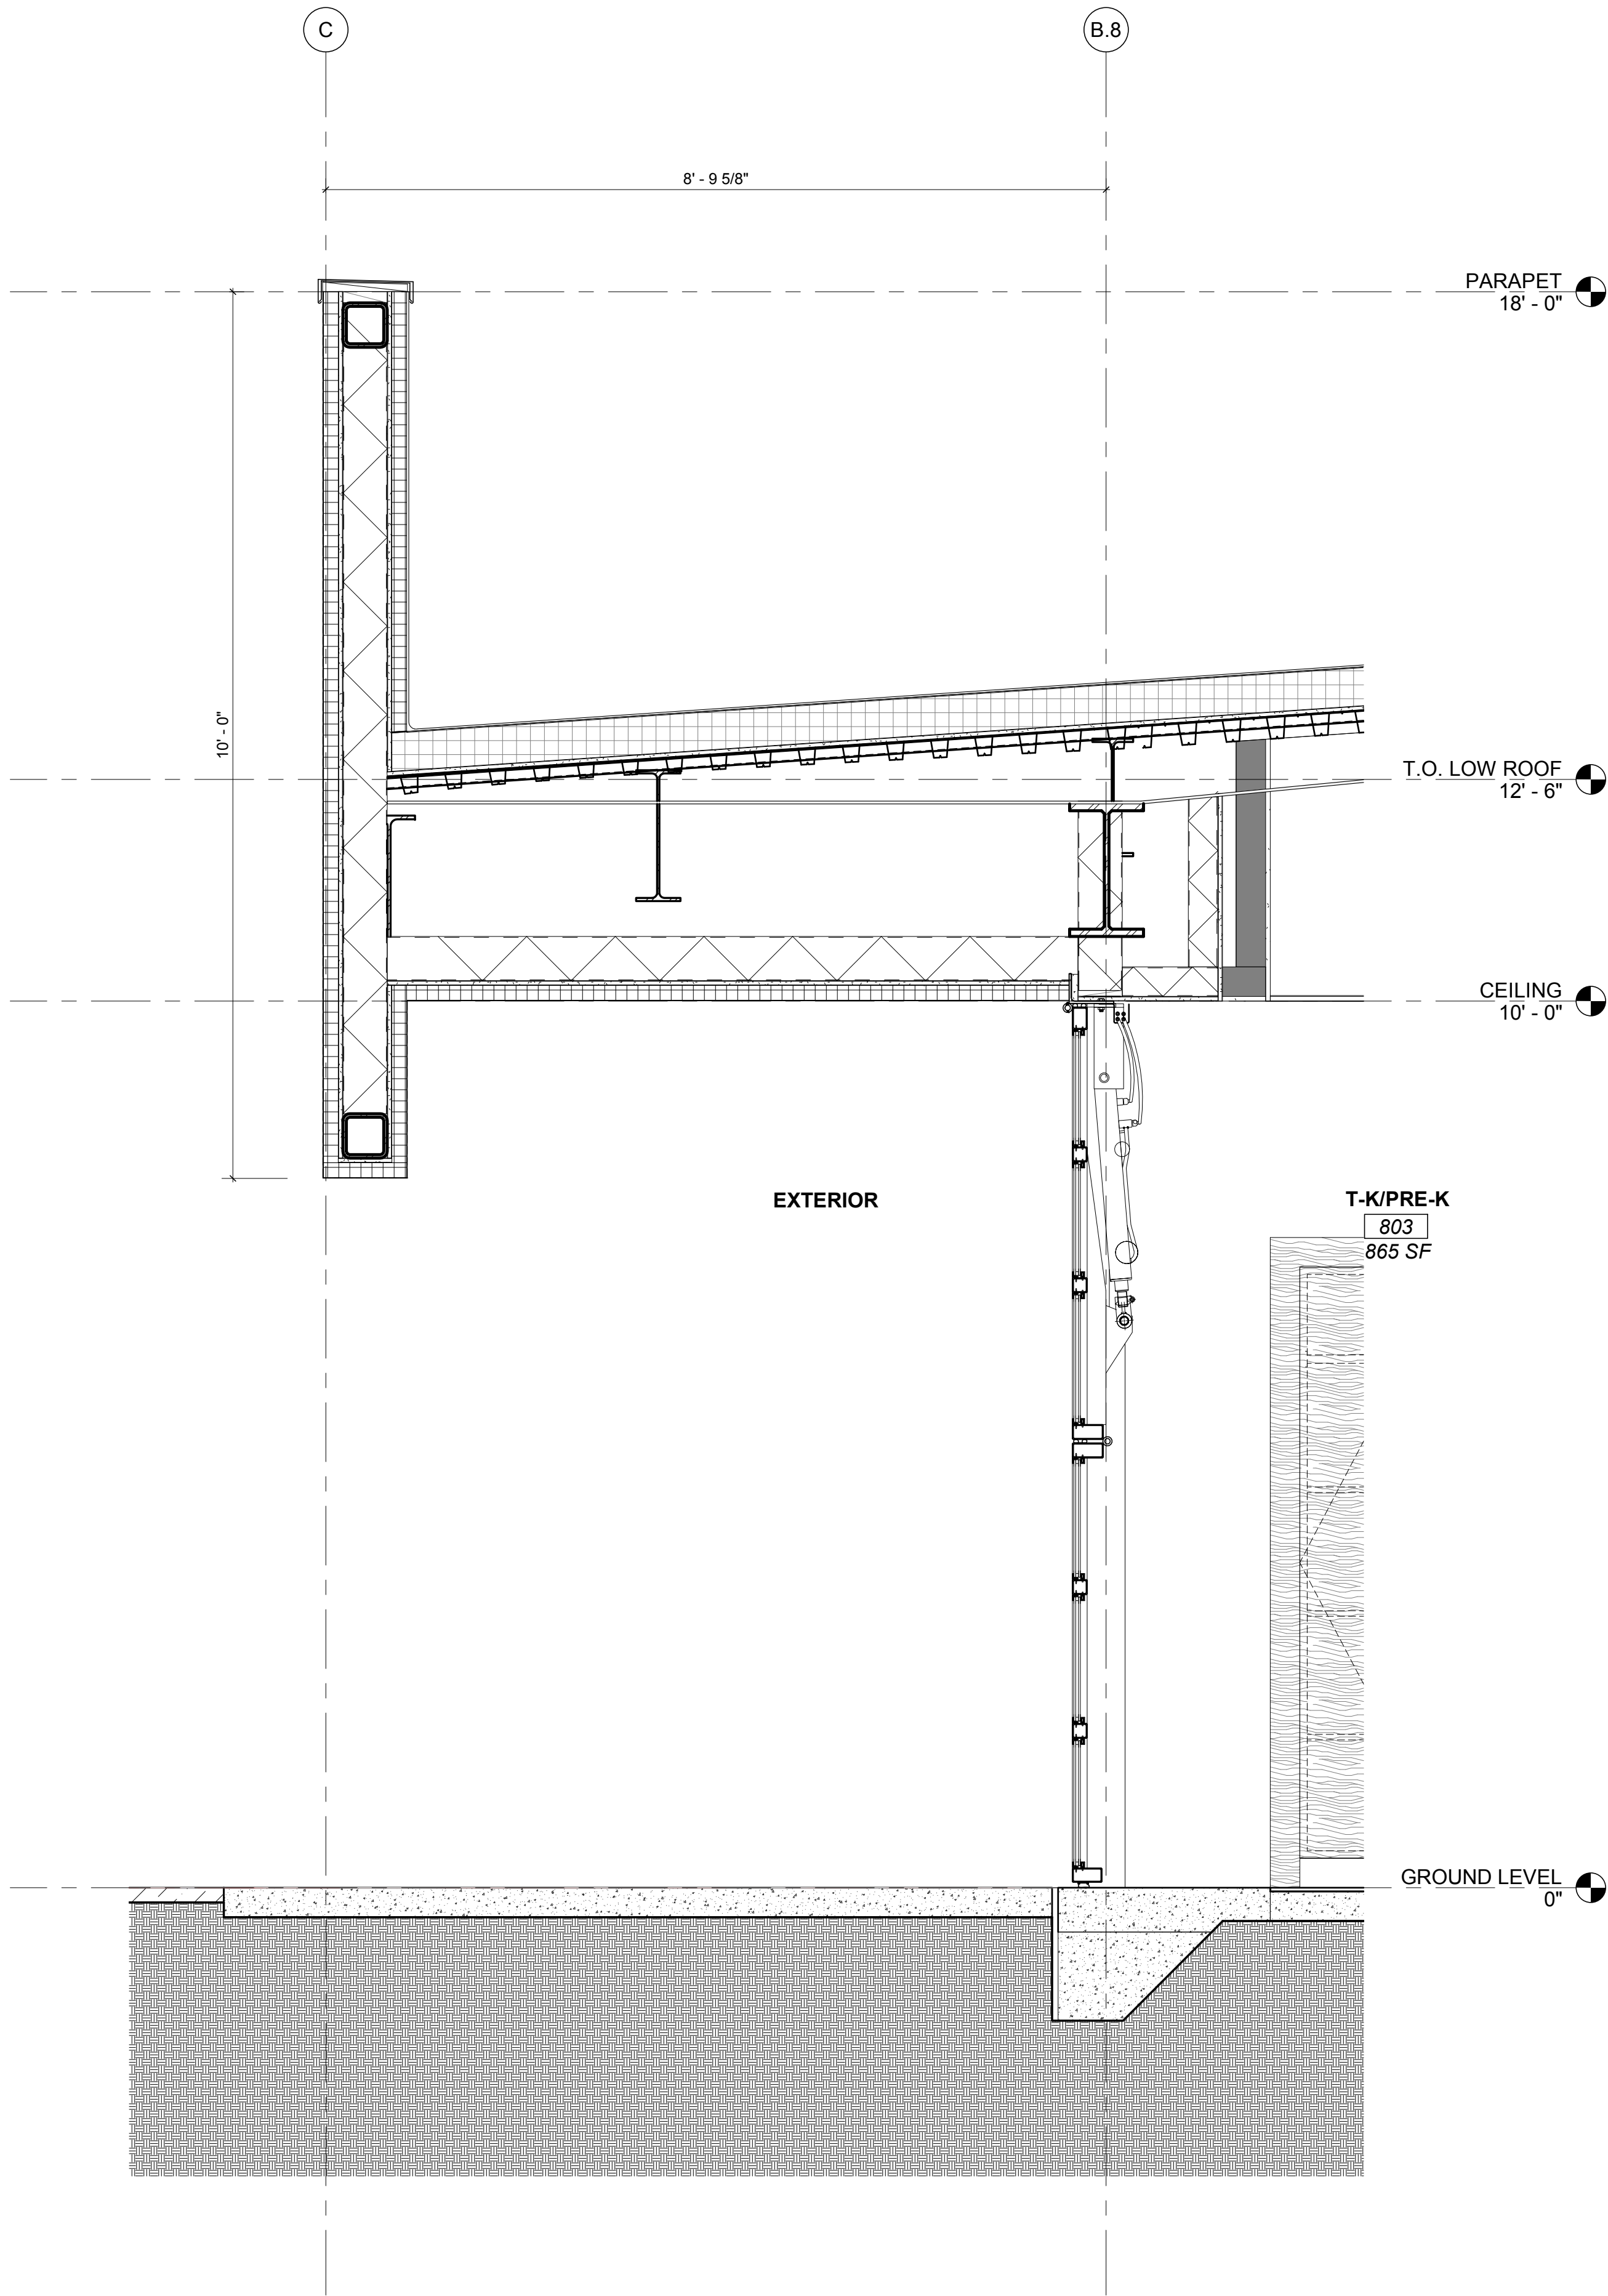 C
B.8
8' - 9 5/8"
PARAPET
18' - 0"
10' - 0"
T.O. LOW ROOF
12' - 6"
CEILING
10' - 0"
EXTERIOR
T-K/PRE-K
803
865 SF
GROUND LEVEL
0"